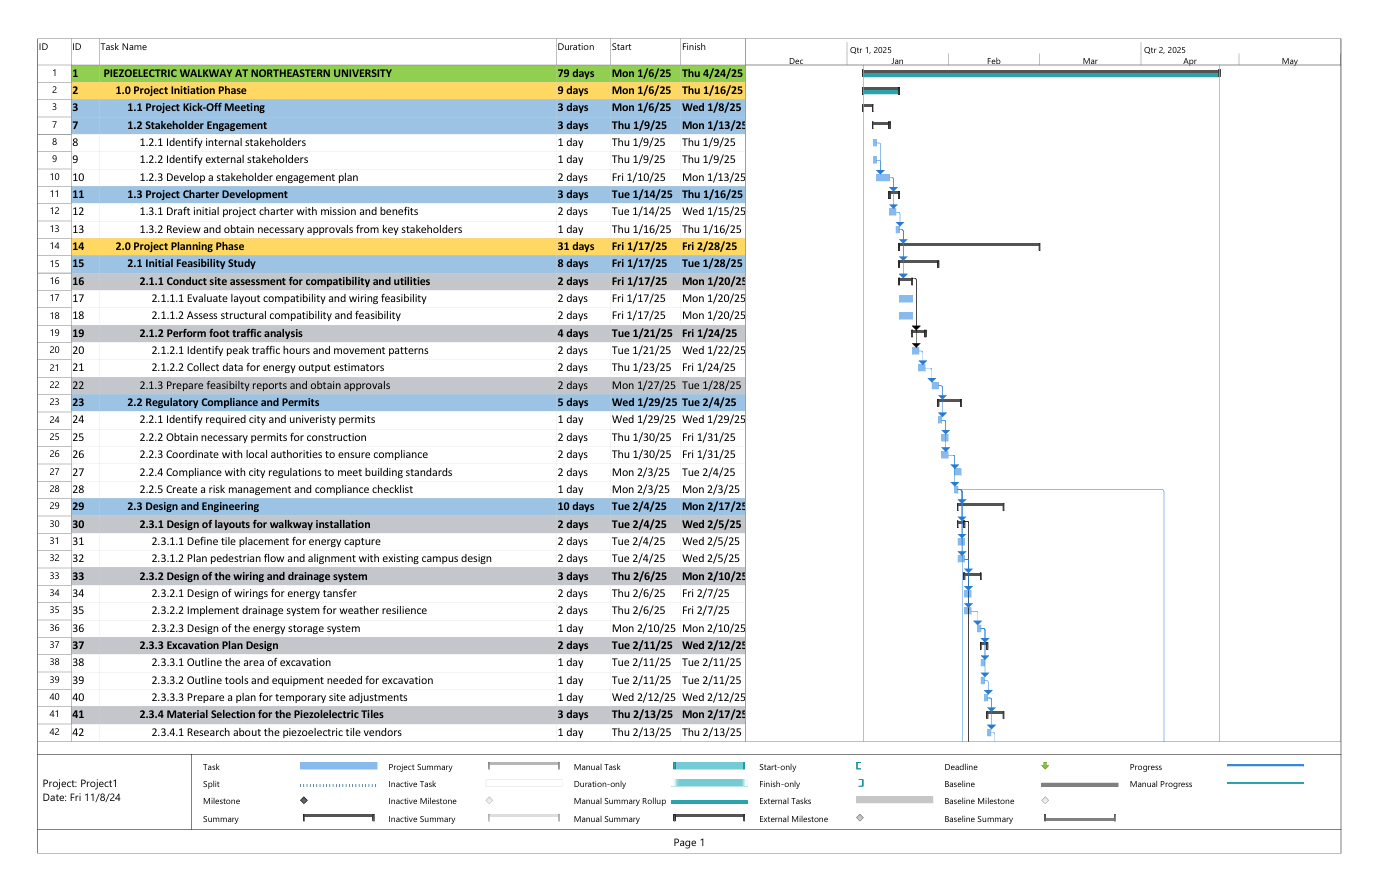 ID ID Task Name Duration Start Finish Qtr 1, 2025 Qtr 2, 2025
Dec Jan Feb Mar Apr May
1 1 PIEZOELECTRIC WALKWAY AT NORTHEASTERN UNIVERSITY 79 days Mon 1/6/25 Thu 4/24/25
2 2 1.0 Project Initiation Phase 9 days Mon 1/6/25 Thu 1/16/25
3 3 1.1 Project Kick-Off Meeting 3 days Mon 1/6/25 Wed 1/8/25
7 7 1.2 Stakeholder Engagement 3 days Thu 1/9/25 Mon 1/13/25
8 8 1.2.1 Identify internal stakeholders 1 day Thu 1/9/25 Thu 1/9/25
9 9 1.2.2 Identify external stakeholders 1 day Thu 1/9/25 Thu 1/9/25
10 10 1.2.3 Develop a stakeholder engagement plan 2 days Fri 1/10/25 Mon 1/13/25
11 11 1.3 Project Charter Development 3 days Tue 1/14/25 Thu 1/16/25
12 12 1.3.1 Draft initial project charter with mission and benefits 2 days Tue 1/14/25 Wed 1/15/25
13 13 1.3.2 Review and obtain necessary approvals from key stakeholders 1 day Thu 1/16/25 Thu 1/16/25
14 14 2.0 Project Planning Phase 31 days Fri 1/17/25 Fri 2/28/25
15 15 2.1 Initial Feasibility Study 8 days Fri 1/17/25 Tue 1/28/25
16 16 2.1.1 Conduct site assessment for compatibility and utilities 2 days Fri 1/17/25 Mon 1/20/25
17 17 2.1.1.1 Evaluate layout compatibility and wiring feasibility 2 days Fri 1/17/25 Mon 1/20/25
18 18 2.1.1.2 Assess structural compatibility and feasibility 2 days Fri 1/17/25 Mon 1/20/25
19 19 2.1.2 Perform foot traffic analysis 4 days Tue 1/21/25 Fri 1/24/25
20 20 2.1.2.1 Identify peak traffic hours and movement patterns 2 days Tue 1/21/25 Wed 1/22/25
21 21 2.1.2.2 Collect data for energy output estimators 2 days Thu 1/23/25 Fri 1/24/25
22 22 2.1.3 Prepare feasibilty reports and obtain approvals 2 days Mon 1/27/25 Tue 1/28/25
23 23 2.2 Regulatory Compliance and Permits 5 days Wed 1/29/25 Tue 2/4/25
24 24 2.2.1 Identify required city and univeristy permits 1 day Wed 1/29/25 Wed 1/29/25
25 25 2.2.2 Obtain necessary permits for construction 2 days Thu 1/30/25 Fri 1/31/25
26 26 2.2.3 Coordinate with local authorities to ensure compliance 2 days Thu 1/30/25 Fri 1/31/25
27 27 2.2.4 Compliance with city regulations to meet building standards 2 days Mon 2/3/25 Tue 2/4/25
28 28 2.2.5 Create a risk management and compliance checklist 1 day Mon 2/3/25 Mon 2/3/25
29 29 2.3 Design and Engineering 10 days Tue 2/4/25 Mon 2/17/25
30 30 2.3.1 Design of layouts for walkway installation 2 days Tue 2/4/25 Wed 2/5/25
31 31 2.3.1.1 Define tile placement for energy capture 2 days Tue 2/4/25 Wed 2/5/25
32 32 2.3.1.2 Plan pedestrian flow and alignment with existing campus design 2 days Tue 2/4/25 Wed 2/5/25
33 33 2.3.2 Design of the wiring and drainage system 3 days Thu 2/6/25 Mon 2/10/25
34 34 2.3.2.1 Design of wirings for energy tansfer 2 days Thu 2/6/25 Fri 2/7/25
35 35 2.3.2.2 Implement drainage system for weather resilience 2 days Thu 2/6/25 Fri 2/7/25
36 36 2.3.2.3 Design of the energy storage system 1 day Mon 2/10/25 Mon 2/10/25
37 37 2.3.3 Excavation Plan Design 2 days Tue 2/11/25 Wed 2/12/25
38 38 2.3.3.1 Outline the area of excavation 1 day Tue 2/11/25 Tue 2/11/25
39 39 2.3.3.2 Outline tools and equipment needed for excavation 1 day Tue 2/11/25 Tue 2/11/25
40 40 2.3.3.3 Prepare a plan for temporary site adjustments 1 day Wed 2/12/25 Wed 2/12/25
41 41 2.3.4 Material Selection for the Piezolelectric Tiles 3 days Thu 2/13/25 Mon 2/17/25
42 42 2.3.4.1 Research about the piezoelectric tile vendors 1 day Thu 2/13/25 Thu 2/13/25
Project: Project1
Date: Fri 11/8/24
Task Project Summary Manual Task Start-only Deadline Progress
Split Inactive Task Duration-only Finish-only Baseline Manual Progress
Milestone Inactive Milestone Manual Summary Rollup External Tasks Baseline Milestone
Summary Inactive Summary Manual Summary External Milestone Baseline Summary
Page 1